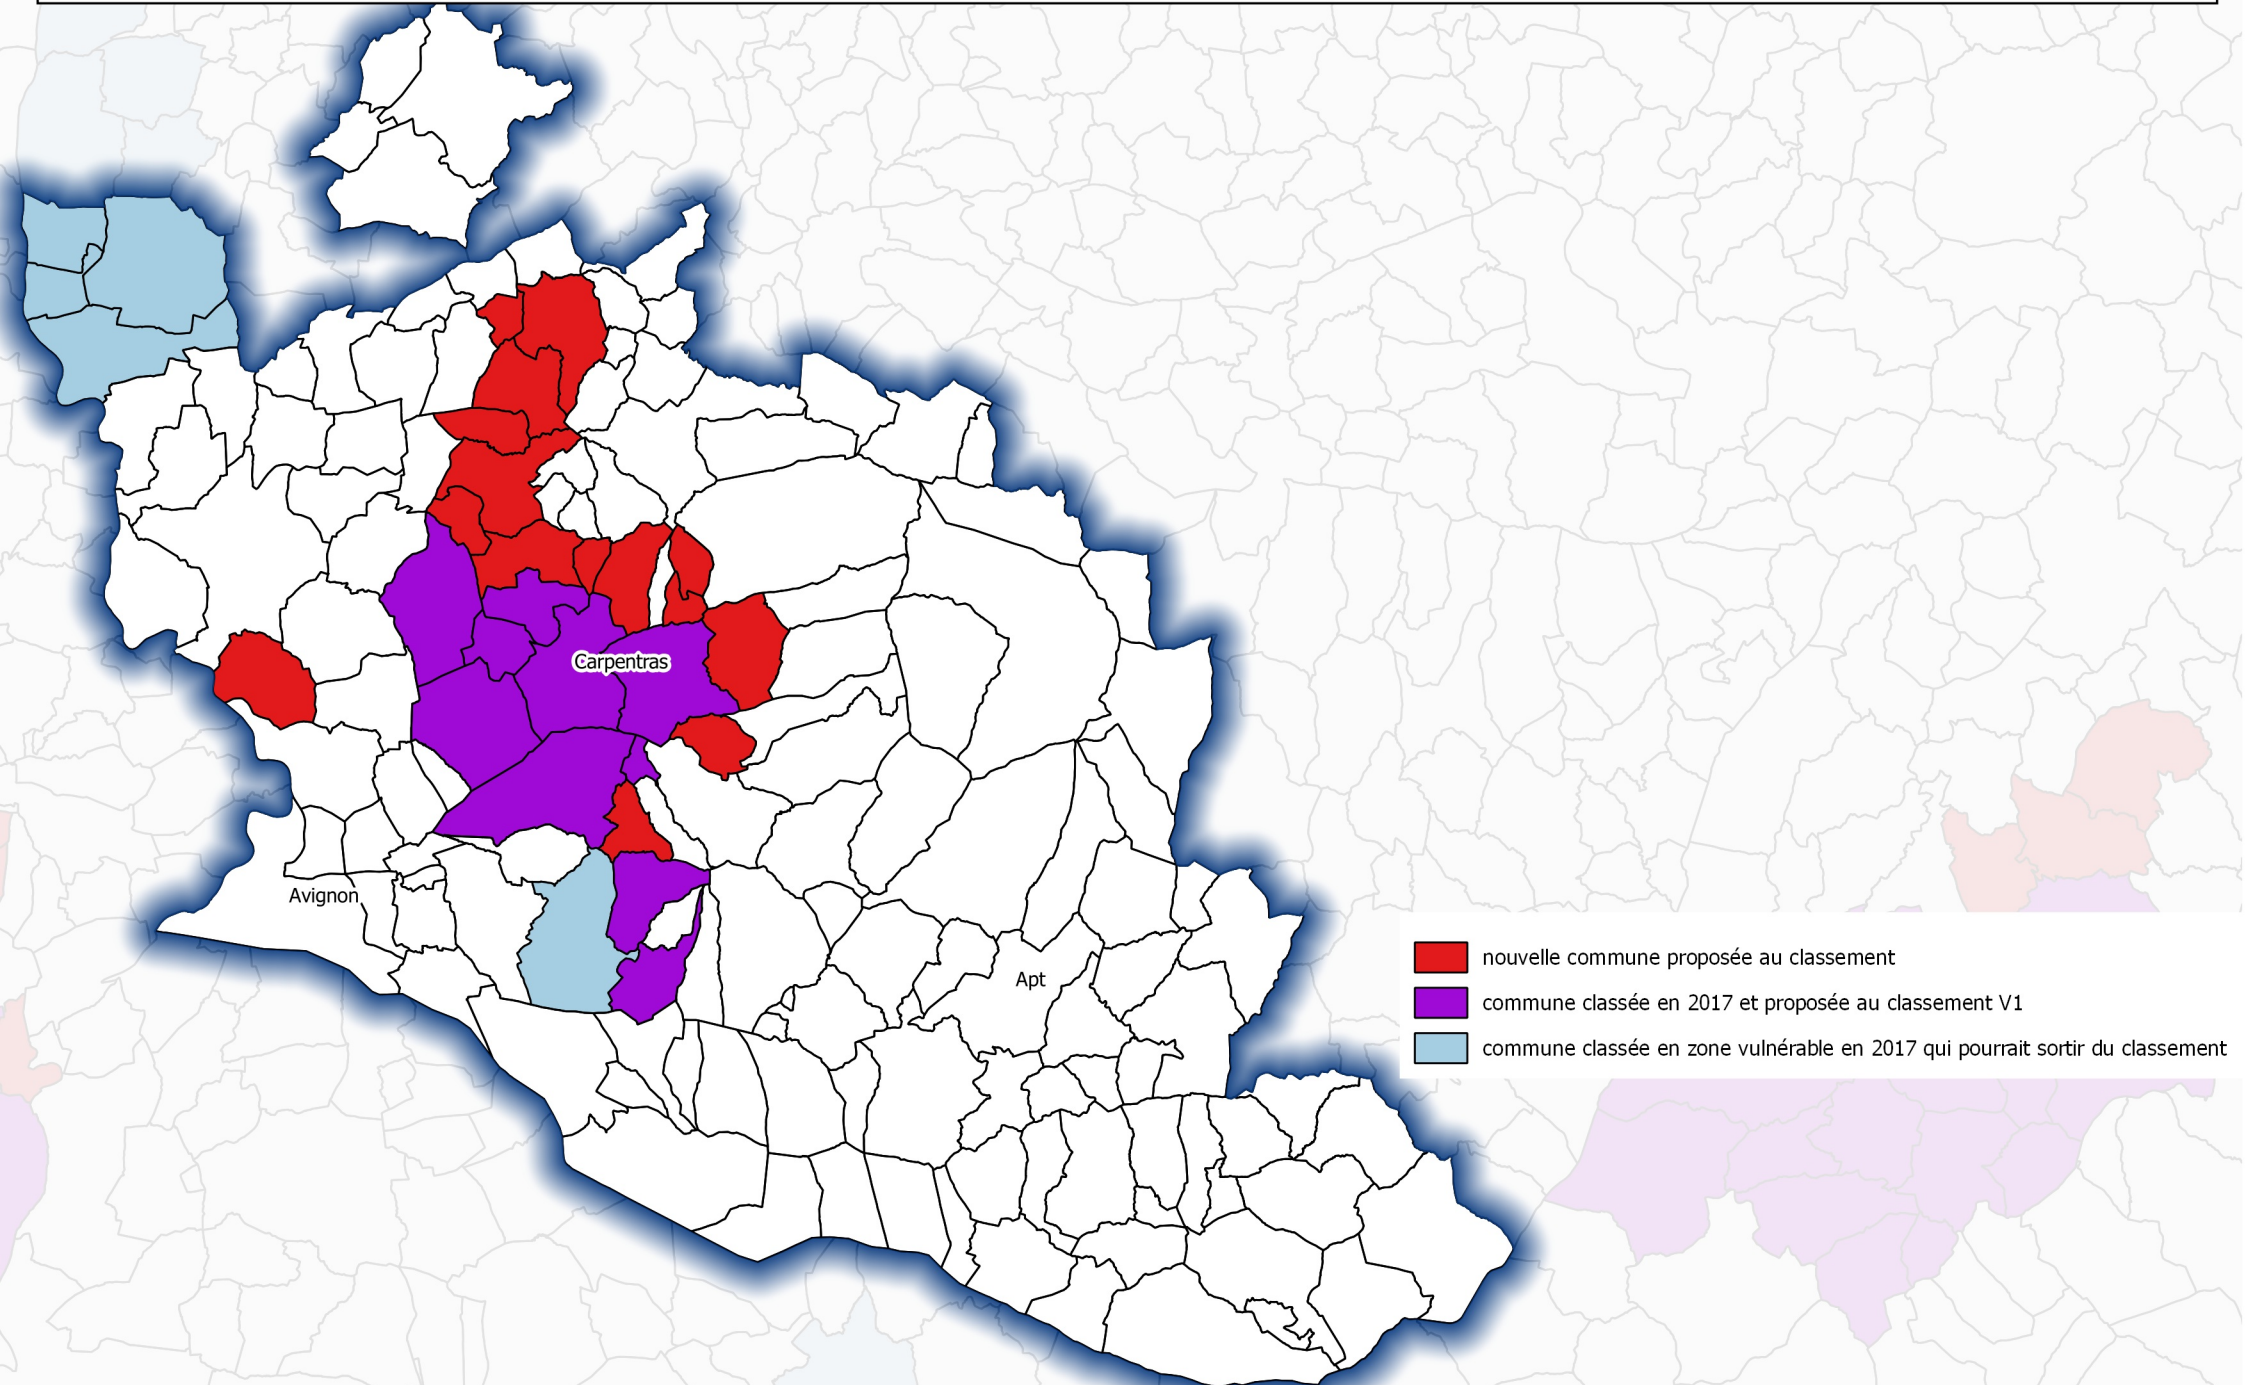 Carpentras
Avignon
Apt
nouvelle commune proposée au classement
commune classée en 2017 et proposée au classement V1
commune classée en zone vulnérable en 2017 qui pourrait sortir du classement